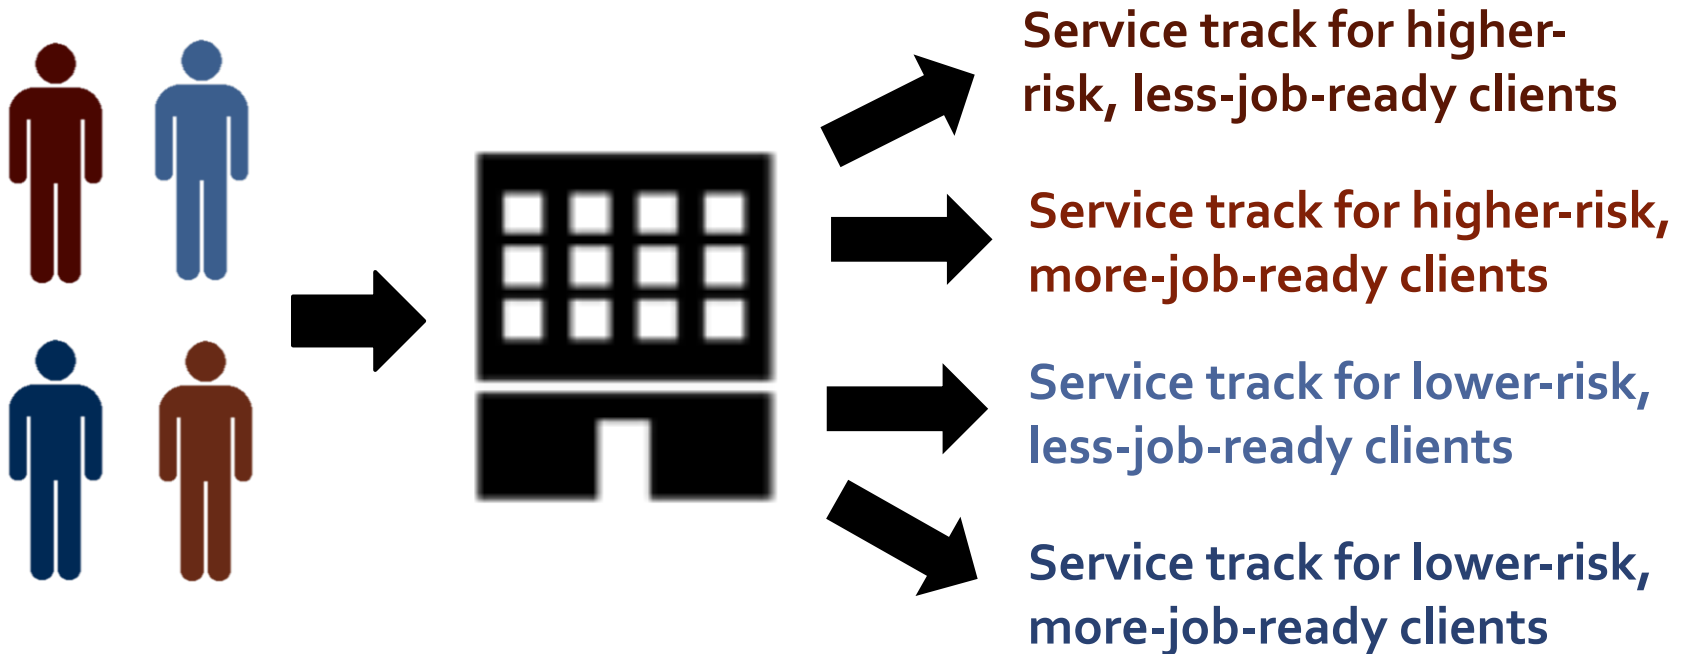 Service track for higher-
risk, less-job-ready clients
Service track for higher-risk,
more-job-ready clients
Service track for lower-risk,
less-job-ready clients
Service track for lower-risk,
more-job-ready clients